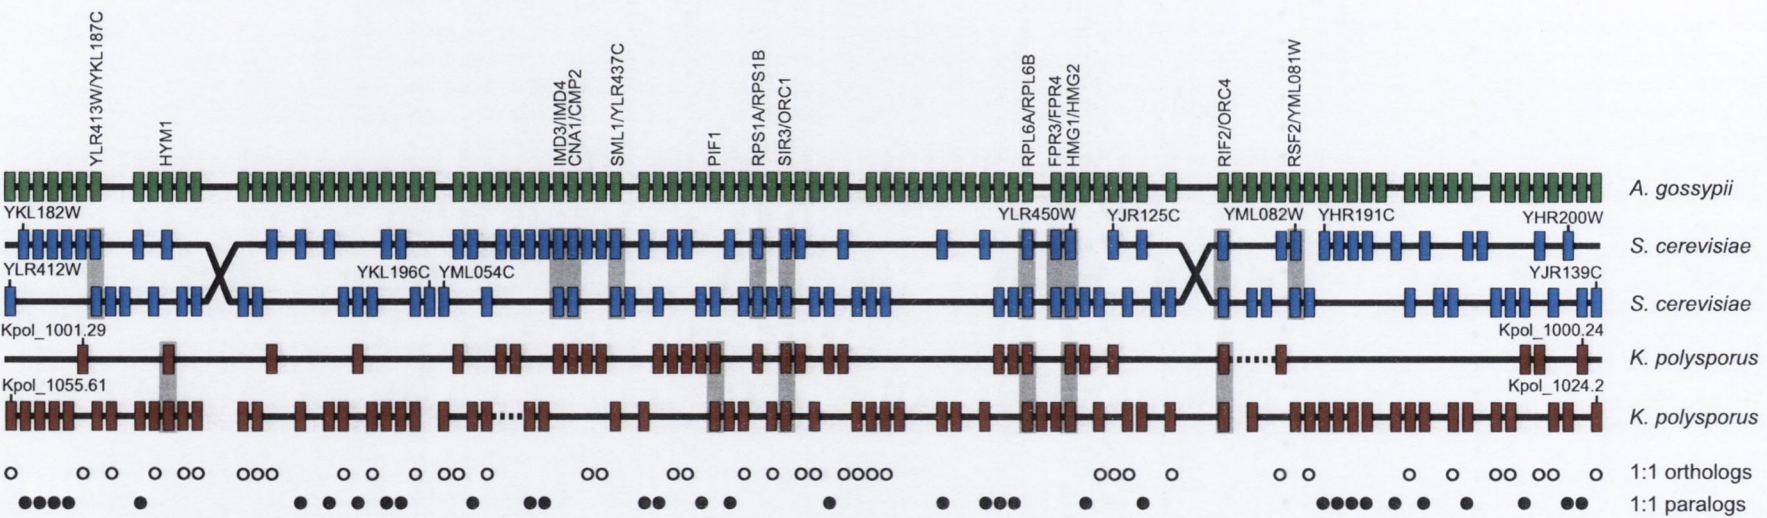 YLR413W/YKL187C
HYM1
IMD3/IMD4
CNA1/CMP2
SML1/YLR437C
PIF1
RPS1A/RPS1B
SIR3/ORC1
RPL6A/RPL6B
FPR3/FPR4
HMG1/HMG2
RIF2/ORC4
RSF2/YML081W
A. gossypii
YKL182W
YLR450W
YJR125C
YML082W
YHR191C
YHR200W
S. cerevisiae
YLR412W
YKL196C
YML054C
YJR139C
S. cerevisiae
Kpol_1001.29
Kpol_1000.24
K. polysporus
Kpol_1055.61
Kpol_1024.2
K. polysporus
1:1 orthologs
1:1 paralogs